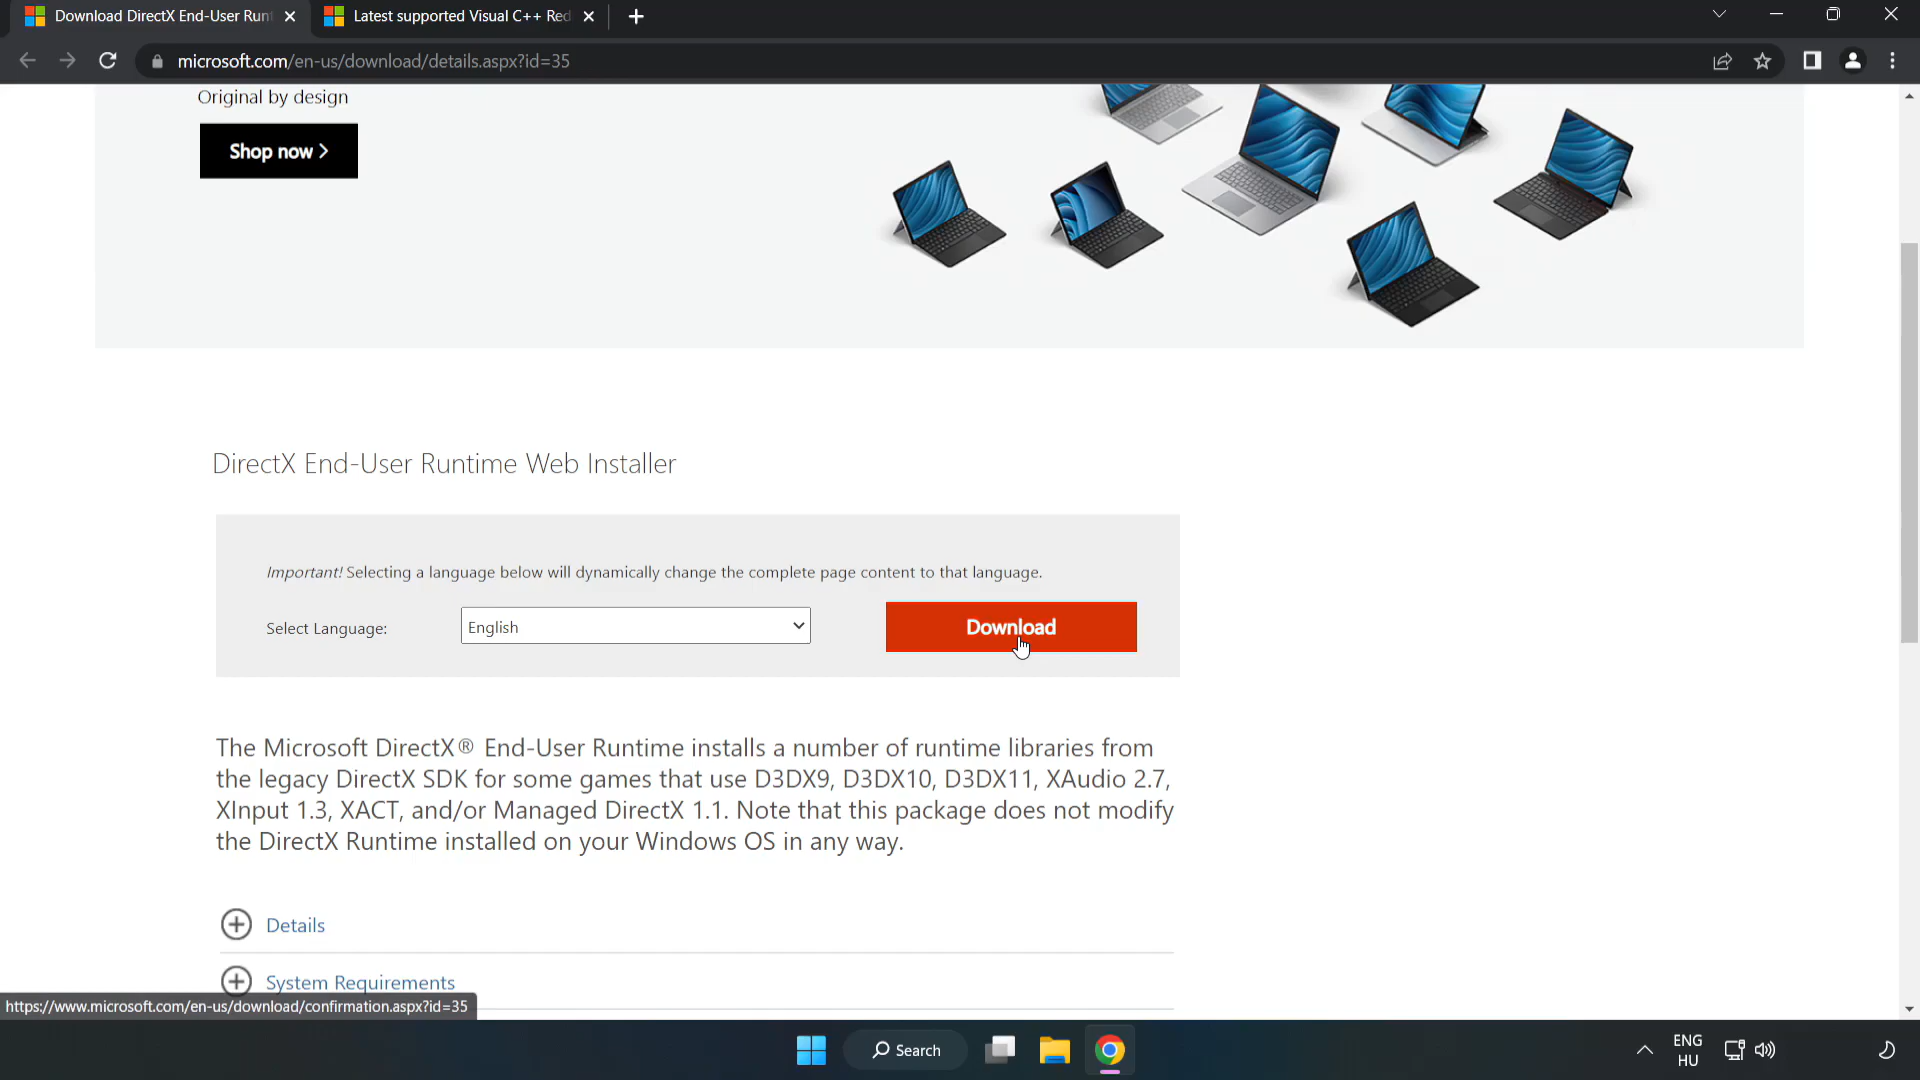 Download DirectX End-User Runt
Latest supported Visual C++ Red
microsoft.com/en-us/download/details.aspx?id=35
Original by design
Shop now >
DirectX End-User Runtime Web Installer
Important! Selecting a language below will dynamically change the complete page content to that language.
Select Language:
English
Download
The Microsoft DirectX® End-User Runtime installs a number of runtime libraries from
the legacy DirectX SDK for some games that use D3DX9, D3DX10, D3DX11, XAudio 2.7,
XInput 1.3, XACT, and/or Managed DirectX 1.1. Note that this package does not modify
the DirectX Runtime installed on your Windows OS in any way.
Details
System Requirements
https://www.microsoft.com/en-us/download/confirmation.aspx?id=35
Search
ENG
HU